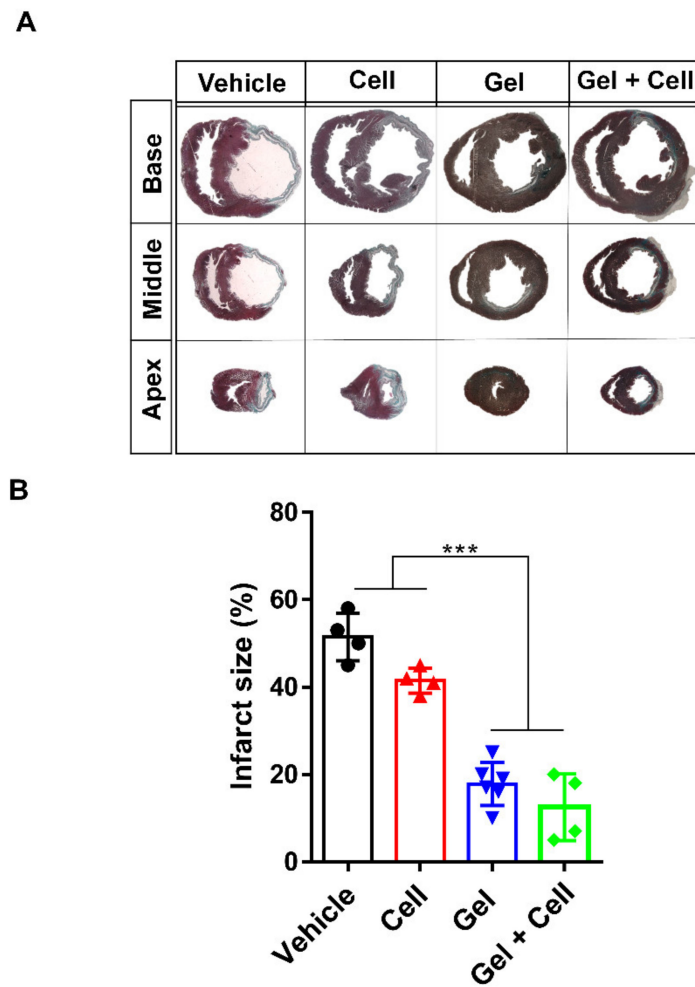 A
Vehicle Cell Gel Gel + Cell
Base
Middle
Apex
B
Infarct size (%)
80
60
40
20
0
***
Vehicle Cell Gel Gel + Cell